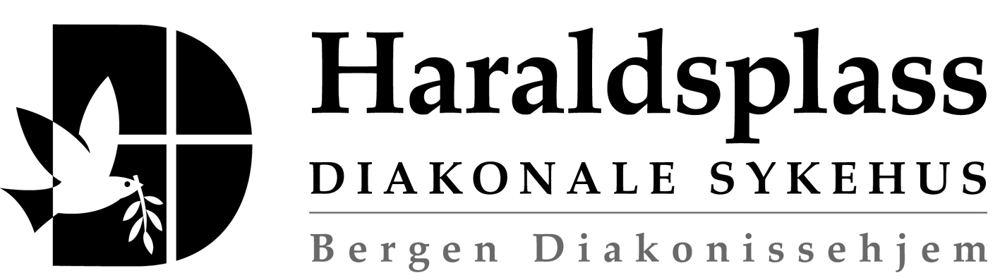 Haraldsplass
DIAKONALE SYKEHUS
Bergen Diakonissehjem